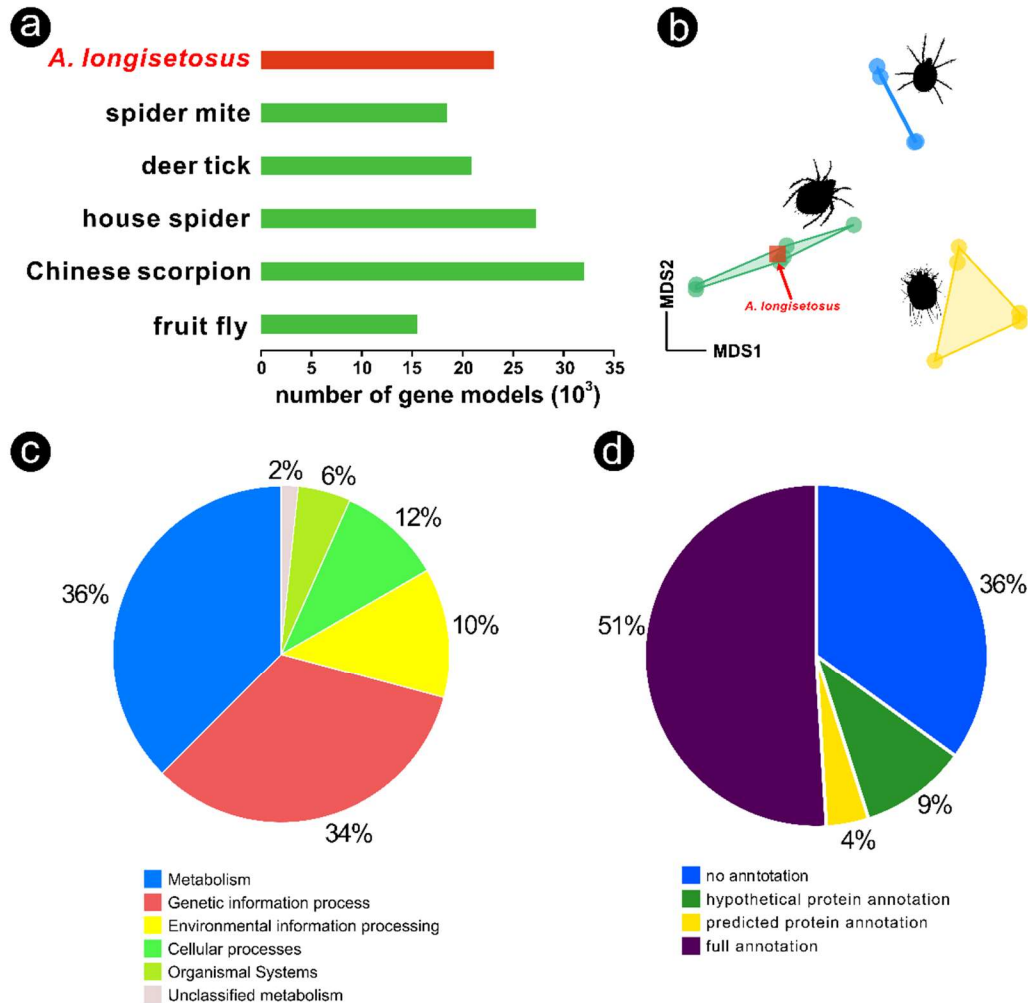 a
A. longisetosus
spider mite
deer tick
house spider
Chinese scorpion
fruit fly
0 5 10 15 20 25 30 35
number of gene models (10³)
b
MDS2
MDS1
A. longisetosus
c
2%
6%
12%
10%
34%
36%
Metabolism
Genetic information process
Environmental information processing
Cellular processes
Organismal Systems
Unclassified metabolism
d
36%
9%
4%
51%
no anntotation
hypothetical protein annotation
predicted protein annotation
full annotation